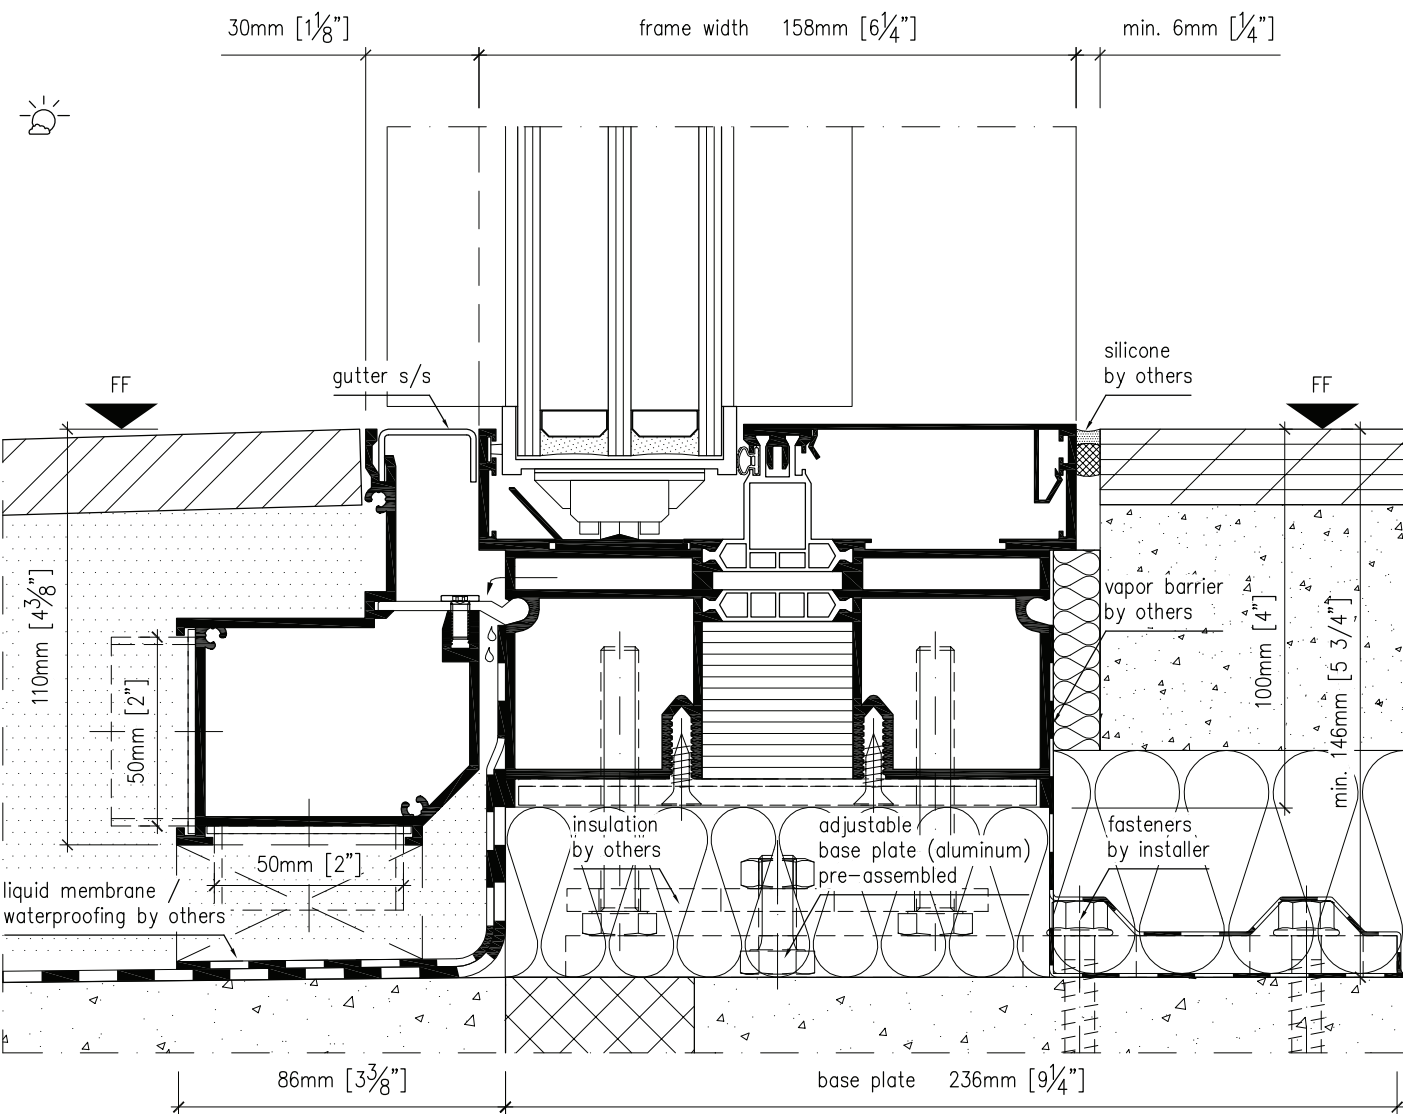 30mm [1⅛”]
frame width 158mm [6¼”]
min. 6mm [¼”]
silicone
by others
gutter s/s
FF
FF
110mm [4⅜”]
50mm [2”]
vapor barrier
by others
100mm [4”]
min. 146mm [5 3/4”]
insulation
by others
adjustable
base plate (aluminum)
pre-assembled
fasteners
by installer
50mm [2”]
liquid membrane
waterproofing by others
86mm [3⅜”]
base plate 236mm [9¼”]